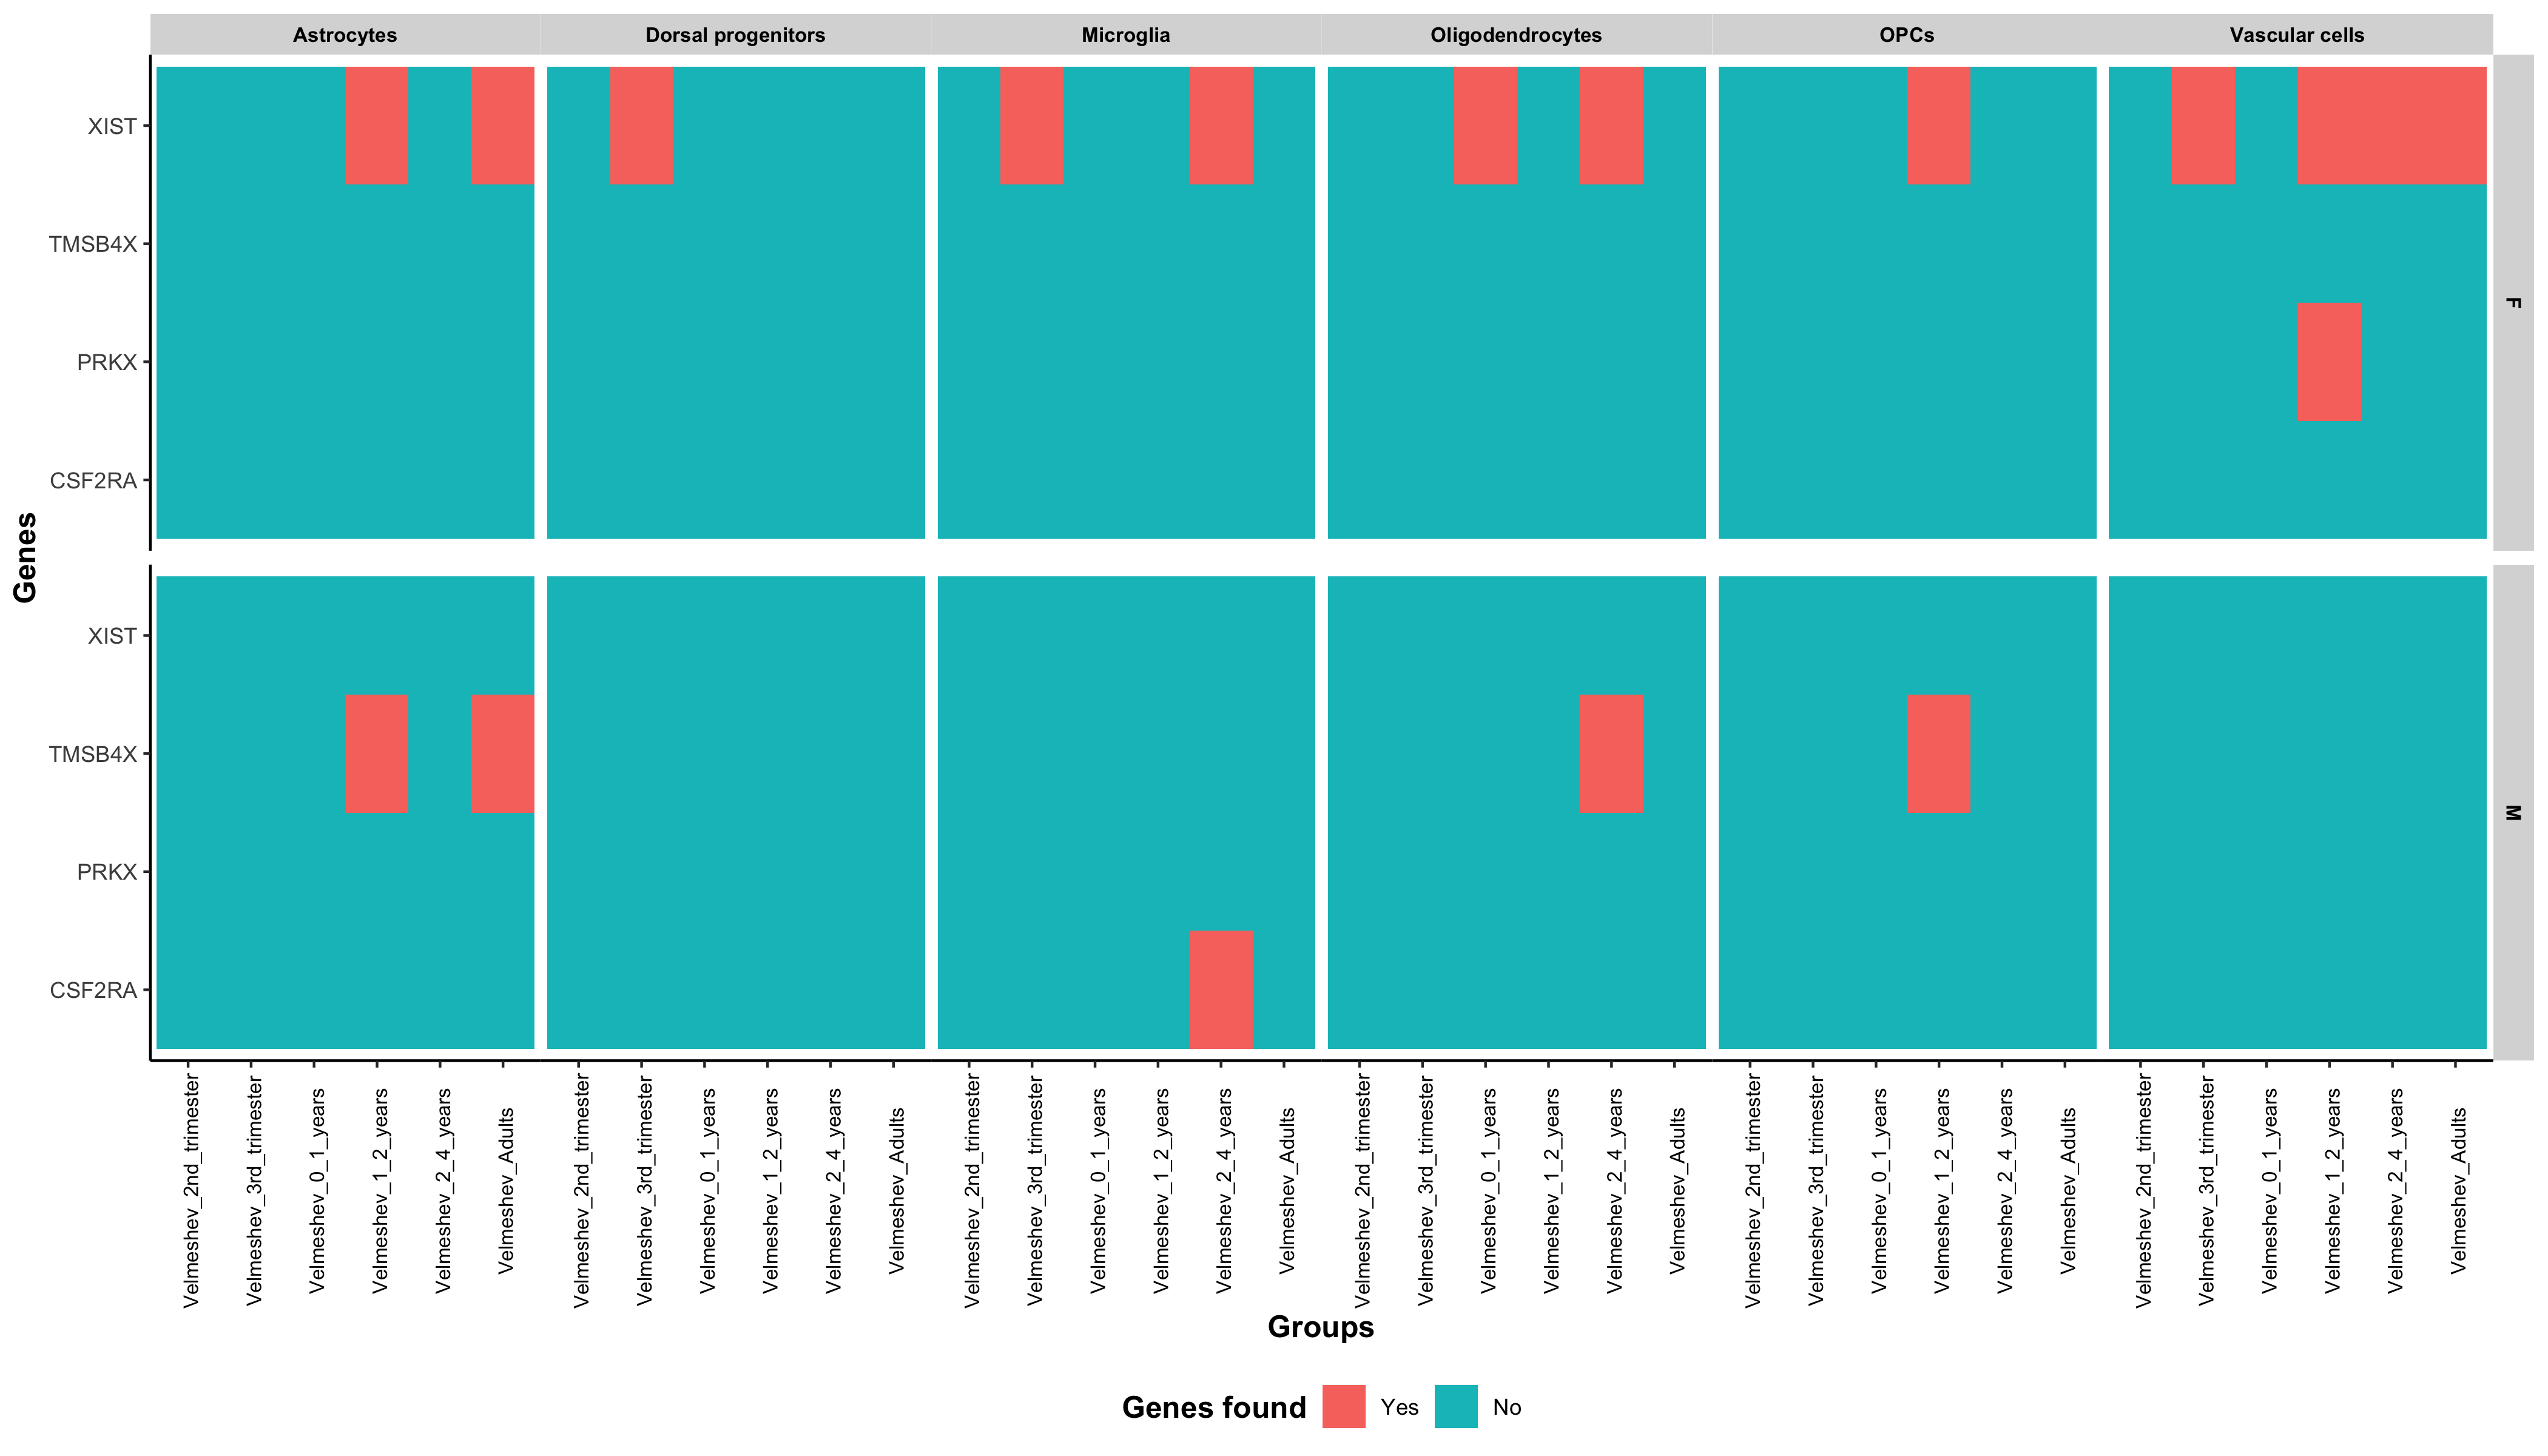 Astrocytes Dorsal progenitors Microglia Oligodendrocytes OPCs Vascular cells
XIST
TMSB4X
PRKX
CSF2RA
F
Genes
XIST
TMSB4X
PRKX
CSF2RA
M
Velmeshev_2nd_trimester
Velmeshev_3rd_trimester
Velmeshev_0_1_years
Velmeshev_1_2_years
Velmeshev_2_4_years
Velmeshev_Adults
Velmeshev_2nd_trimester
Velmeshev_3rd_trimester
Velmeshev_0_1_years
Velmeshev_1_2_years
Velmeshev_2_4_years
Velmeshev_Adults
Velmeshev_2nd_trimester
Velmeshev_3rd_trimester
Velmeshev_0_1_years
Velmeshev_1_2_years
Velmeshev_2_4_years
Velmeshev_Adults
Velmeshev_2nd_trimester
Velmeshev_3rd_trimester
Velmeshev_0_1_years
Velmeshev_1_2_years
Velmeshev_2_4_years
Velmeshev_Adults
Velmeshev_2nd_trimester
Velmeshev_3rd_trimester
Velmeshev_0_1_years
Velmeshev_1_2_years
Velmeshev_2_4_years
Velmeshev_Adults
Velmeshev_2nd_trimester
Velmeshev_3rd_trimester
Velmeshev_0_1_years
Velmeshev_1_2_years
Velmeshev_2_4_years
Velmeshev_Adults
Groups
Genes found Yes No